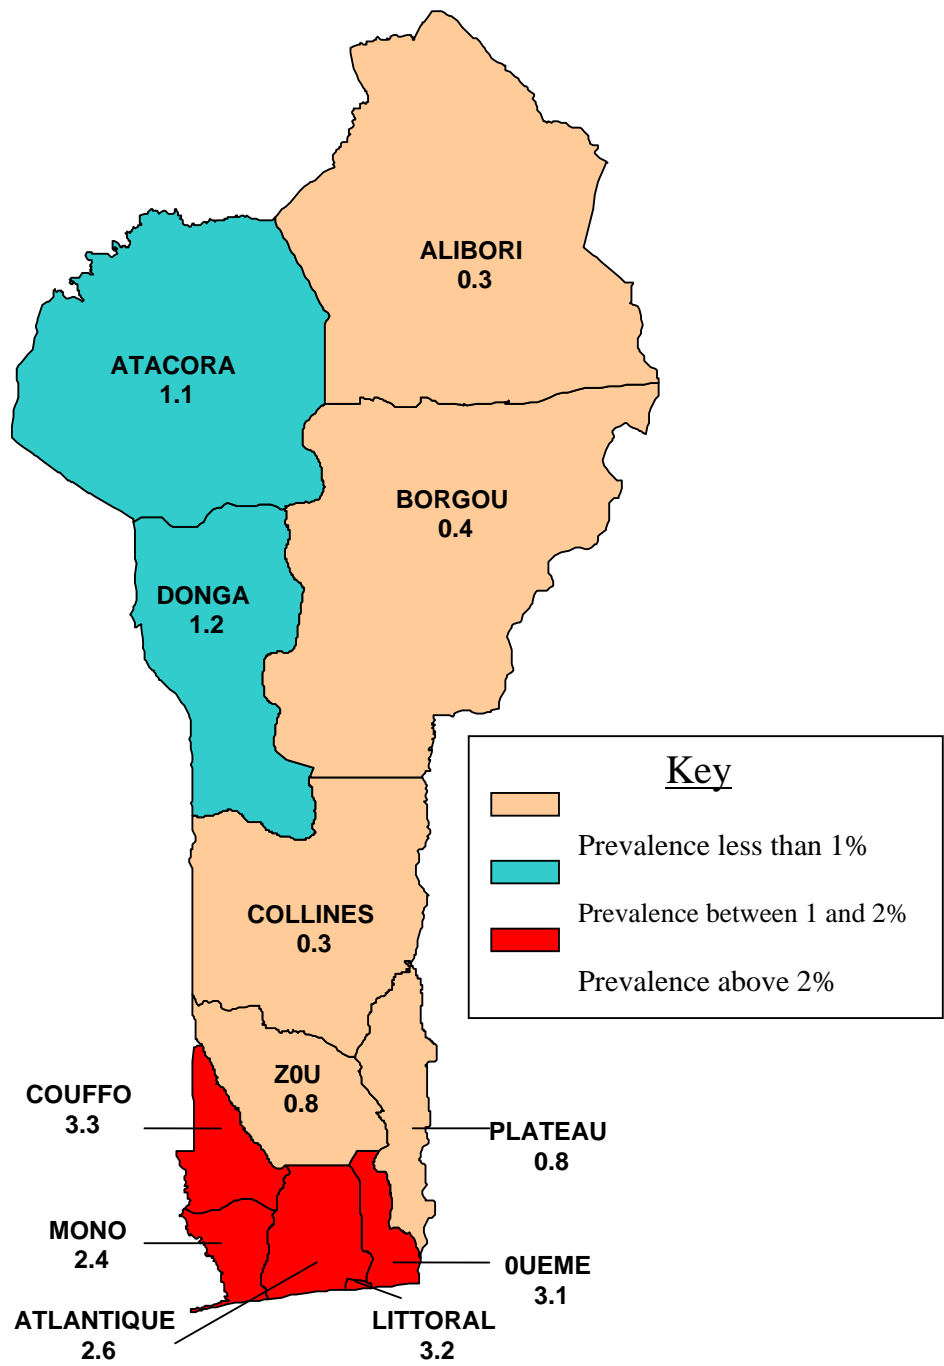 ALIBORI
0.3
ATACORA
1.1
BORGOU
0.4
DONGA
1.2
Key
Prevalence less than 1%
Prevalence between 1 and 2%
Prevalence above 2%
COLLINES
0.3
Z0U
0.8
COUFFO
3.3
PLATEAU
0.8
MONO
2.4
0UEME
3.1
ATLANTIQUE
2.6
LITTORAL
3.2